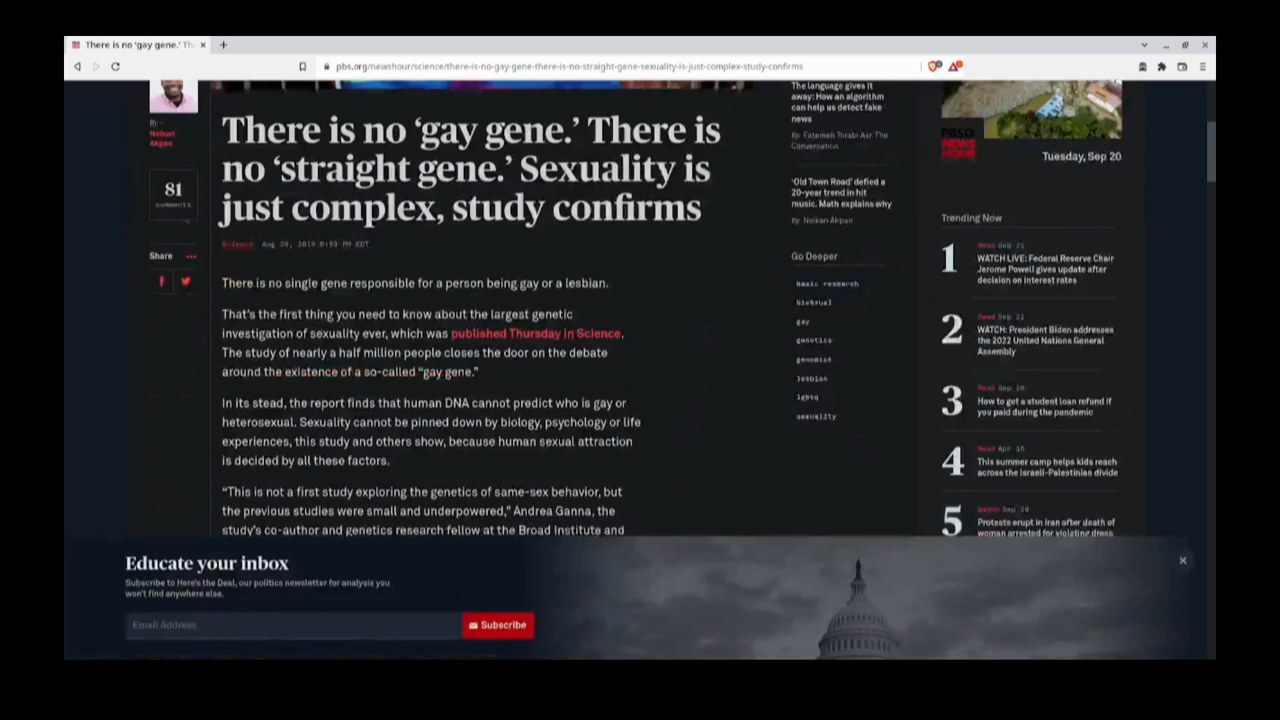 There is no 'gay gene.' Th
pbs.org/newshour/science/there-is-no-gay-gene-there-is-no-straight-gene-sexuality-is-just-complex-study-confirms
By
Nsikan
Akpan
81
comments
Share
There is no ‘gay gene.’ There is
no ‘straight gene.’ Sexuality is
just complex, study confirms
Science
There is no single gene responsible for a person being gay or a lesbian.
That’s the first thing you need to know about the largest genetic
investigation of sexuality ever, which was published Thursday in Science.
The study of nearly a half million people closes the door on the debate
around the existence of a so-called “gay gene.”
In its stead, the report finds that human DNA cannot predict who is gay or
heterosexual. Sexuality cannot be pinned down by biology, psychology or life
experiences, this study and others show, because human sexual attraction
is decided by all these factors.
“This is not a first study exploring the genetics of same-sex behavior, but
the previous studies were small and underpowered,” Andrea Ganna, the
study’s co-author and genetics research fellow at the Broad Institute and
The language gives it
away: How an algorithm
can help us detect fake
news
By Fatemeh Torabi Asr, The
Conversation
‘Old Town Road’ defied a
20-year trend in hit
music. Math explains why
By Nsikan Akpan
Go Deeper
basic research
bisexual
gay
genetics
genomics
lesbian
lgbtq
sexuality
PBS
NEWS
HOUR
Tuesday, Sep 20
Trending Now
1
Read Sep 21
WATCH LIVE: Federal Reserve Chair
Jerome Powell gives update after
decision on interest rates
2
Read Sep 21
WATCH: President Biden addresses
the 2022 United Nations General
Assembly
3
Read Sep 20
How to get a student loan refund if
you paid during the pandemic
4
Read Apr 16
This summer camp helps kids reach
across the Israeli-Palestinian divide
5
Sep 20
Protests erupt in Iran after death of
woman arrested for violating dress
Educate your inbox
Subscribe to Here’s the Deal, our politics newsletter for analysis you
won’t find anywhere else.
Email Address
Subscribe